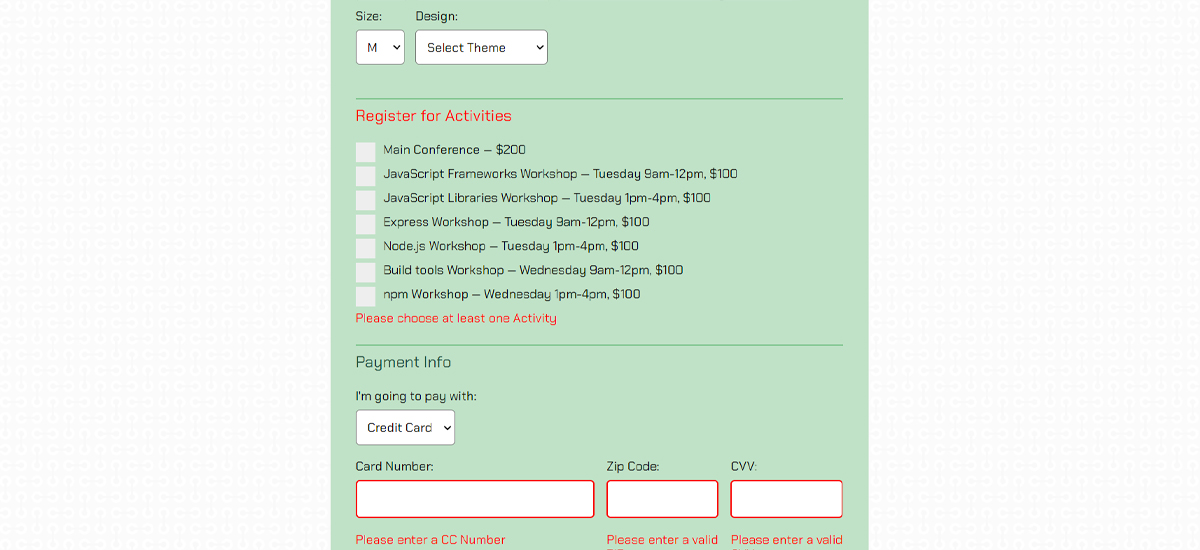 Size: Design:
M Select Theme
Register for Activities
Main Conference — $200
JavaScript Frameworks Workshop — Tuesday 9am-12pm, $100
JavaScript Libraries Workshop — Tuesday 1pm-4pm, $100
Express Workshop — Tuesday 9am-12pm, $100
Node.js Workshop — Tuesday 1pm-4pm, $100
Build tools Workshop — Wednesday 9am-12pm, $100
npm Workshop — Wednesday 1pm-4pm, $100
Please choose at least one Activity
Payment Info
I'm going to pay with:
Credit Card
Card Number: Zip Code: CVV:
Please enter a CC Number Please enter a valid Please enter a valid